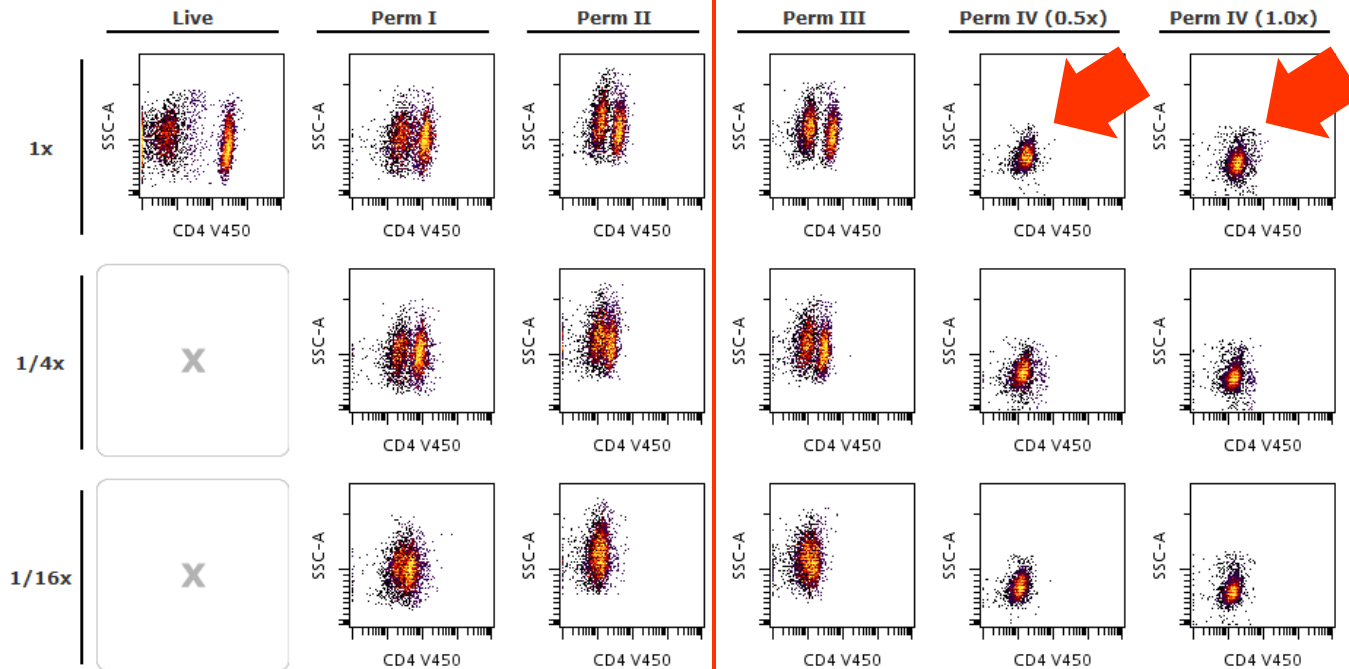 Live Perm I Perm II Perm III Perm IV (0.5x) Perm IV (1.0x)
1x
SSC-A SSC-A SSC-A SSC-A SSC-A SSC-A
CD4 V450 CD4 V450 CD4 V450 CD4 V450 CD4 V450 CD4 V450
1/4x
X
SSC-A SSC-A SSC-A SSC-A SSC-A
CD4 V450 CD4 V450 CD4 V450 CD4 V450 CD4 V450
1/16x
X
SSC-A SSC-A SSC-A SSC-A SSC-A
CD4 V450 CD4 V450 CD4 V450 CD4 V450 CD4 V450